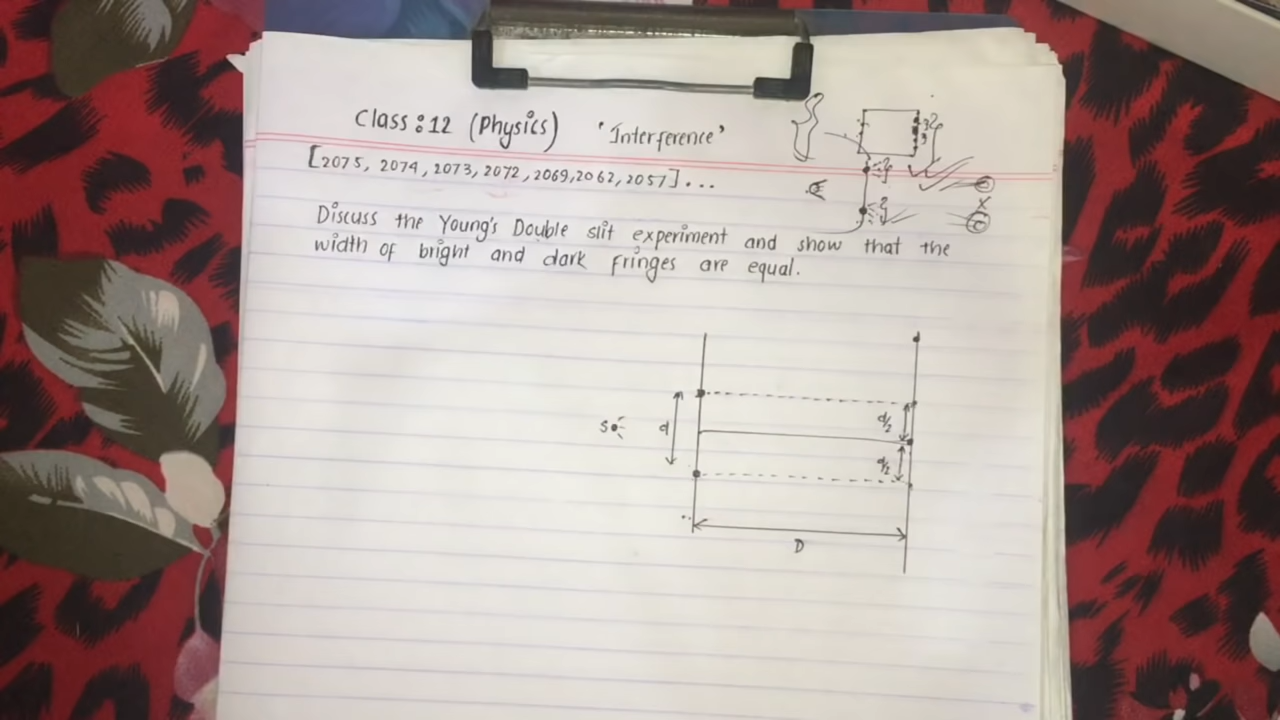 Class : 12 (Physics) 'Interference'
[2075, 2074, 2073, 2072, 2069, 2062, 2057] ...
Discuss the Young's Double slit experiment and show that the
width of bright and dark fringes are equal.
S
d
d/2
d/2
D